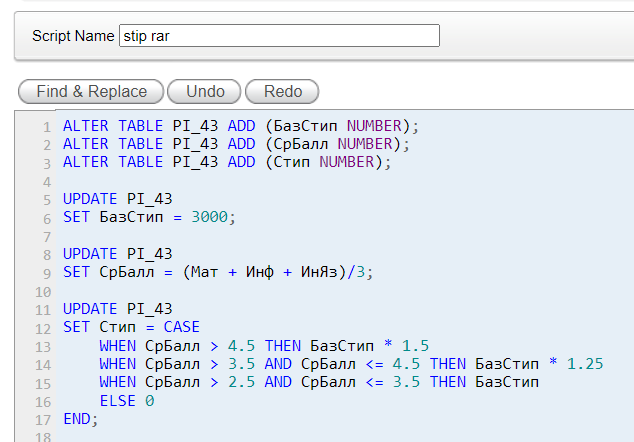 Script Name stip rar
Find & Replace Undo Redo
1 ALTER TABLE PI_43 ADD (БазСтип NUMBER);
2 ALTER TABLE PI_43 ADD (СрБалл NUMBER);
3 ALTER TABLE PI_43 ADD (Стип NUMBER);
4
5 UPDATE PI_43
6 SET БазСтип = 3000;
7
8 UPDATE PI_43
9 SET СрБалл = (Мат + Инф + ИнЯз)/3;
10
11 UPDATE PI_43
12 SET Стип = CASE
13 WHEN СрБалл > 4.5 THEN БазСтип * 1.5
14 WHEN СрБалл > 3.5 AND СрБалл <= 4.5 THEN БазСтип * 1.25
15 WHEN СрБалл > 2.5 AND СрБалл <= 3.5 THEN БазСтип
16 ELSE 0
17 END;
18